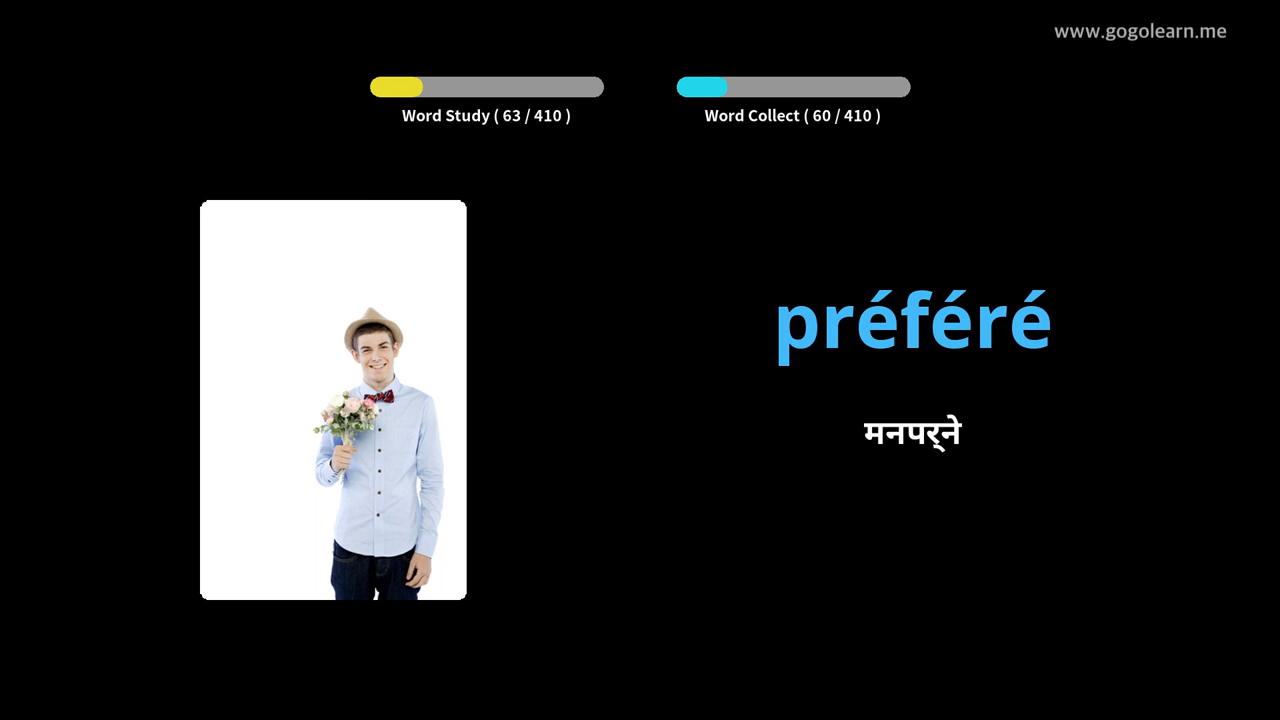 www.gogolearn.me
Word Study ( 63 / 410 )
Word Collect ( 60 / 410 )
préféré
मनपर्ने